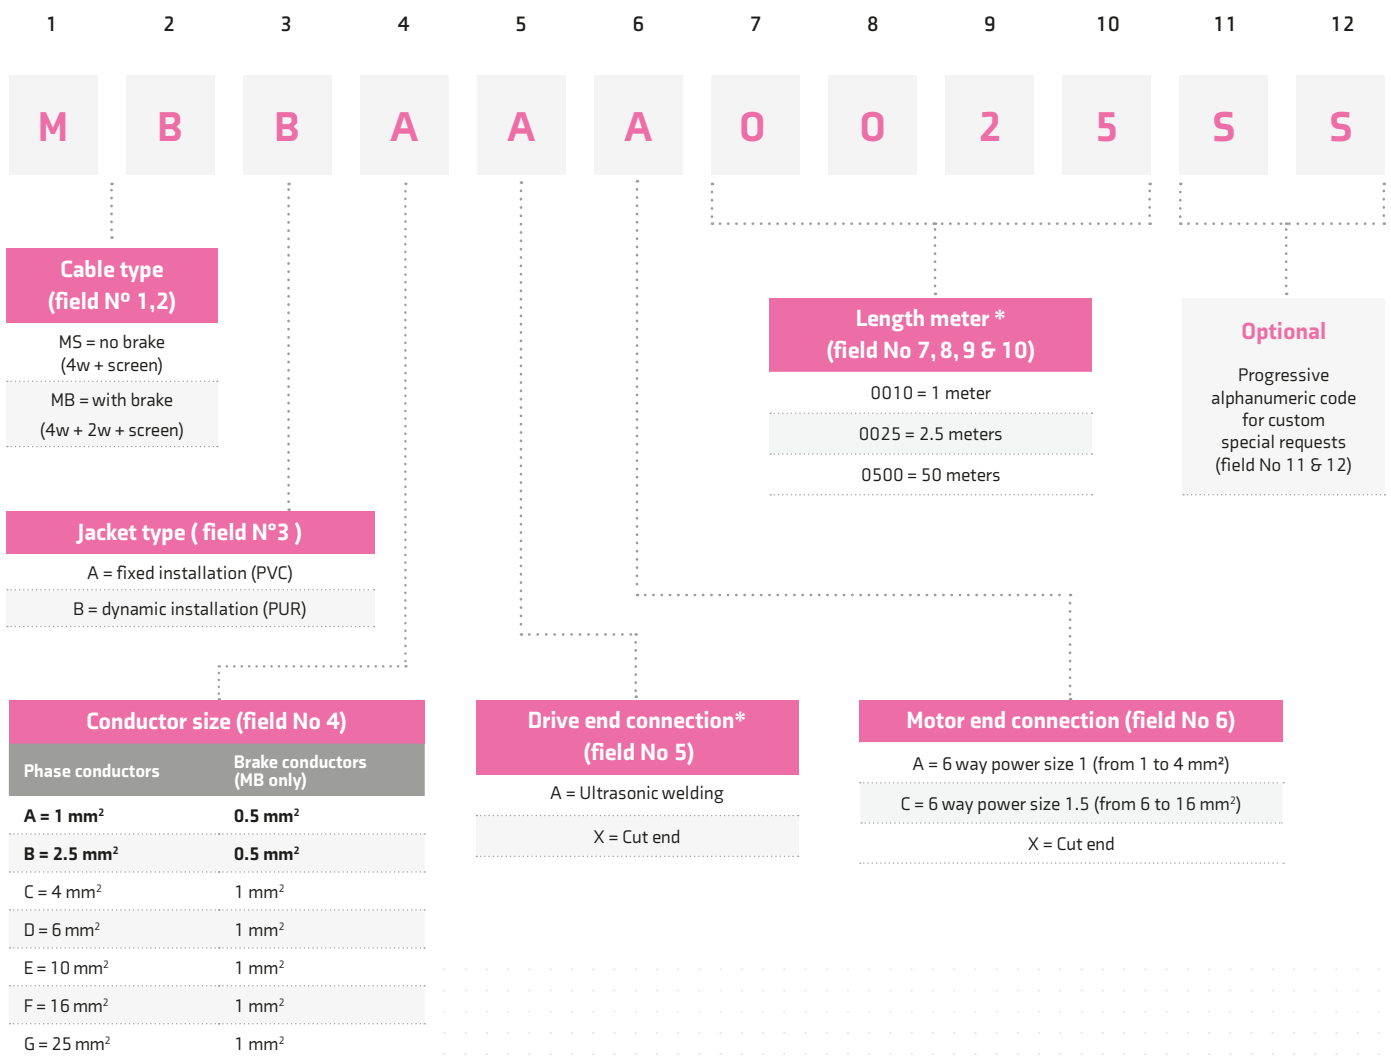 1 2 3 4 5 6 7 8 9 10 11 12
M B B A A A 0 0 2 5 S S
Cable type
(field Nº 1,2)
MS = no brake
(4w + screen)
MB = with brake
(4w + 2w + screen)
Length meter *
(field No 7, 8, 9 & 10)
0010 = 1 meter
0025 = 2.5 meters
0500 = 50 meters
Optional
Progressive
alphanumeric code
for custom
special requests
(field No 11 & 12)
Jacket type ( field N°3 )
A = fixed installation (PVC)
B = dynamic installation (PUR)
Conductor size (field No 4)
Phase conductors
Brake conductors
(MB only)
A = 1 mm² 0.5 mm²
B = 2.5 mm² 0.5 mm²
C = 4 mm² 1 mm²
D = 6 mm² 1 mm²
E = 10 mm² 1 mm²
F = 16 mm² 1 mm²
G = 25 mm² 1 mm²
Drive end connection*
(field No 5)
A = Ultrasonic welding
X = Cut end
Motor end connection (field No 6)
A = 6 way power size 1 (from 1 to 4 mm²)
C = 6 way power size 1.5 (from 6 to 16 mm²)
X = Cut end